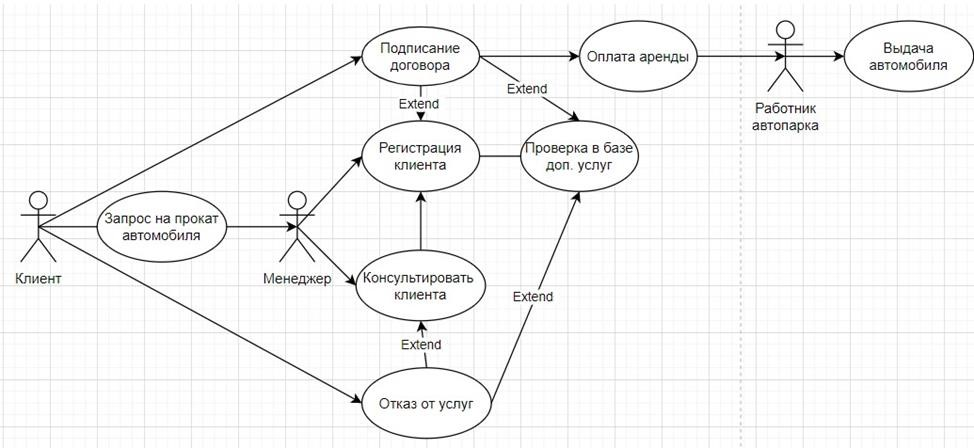 Подписание
договора
Оплата аренды
Выдача
автомобиля
Extend
Extend
Работник
автопарка
Регистрация
клиента
Проверка в базе
доп. услуг
Запрос на прокат
автомобиля
Клиент
Менеджер
Консультировать
клиента
Extend
Extend
Отказ от услуг